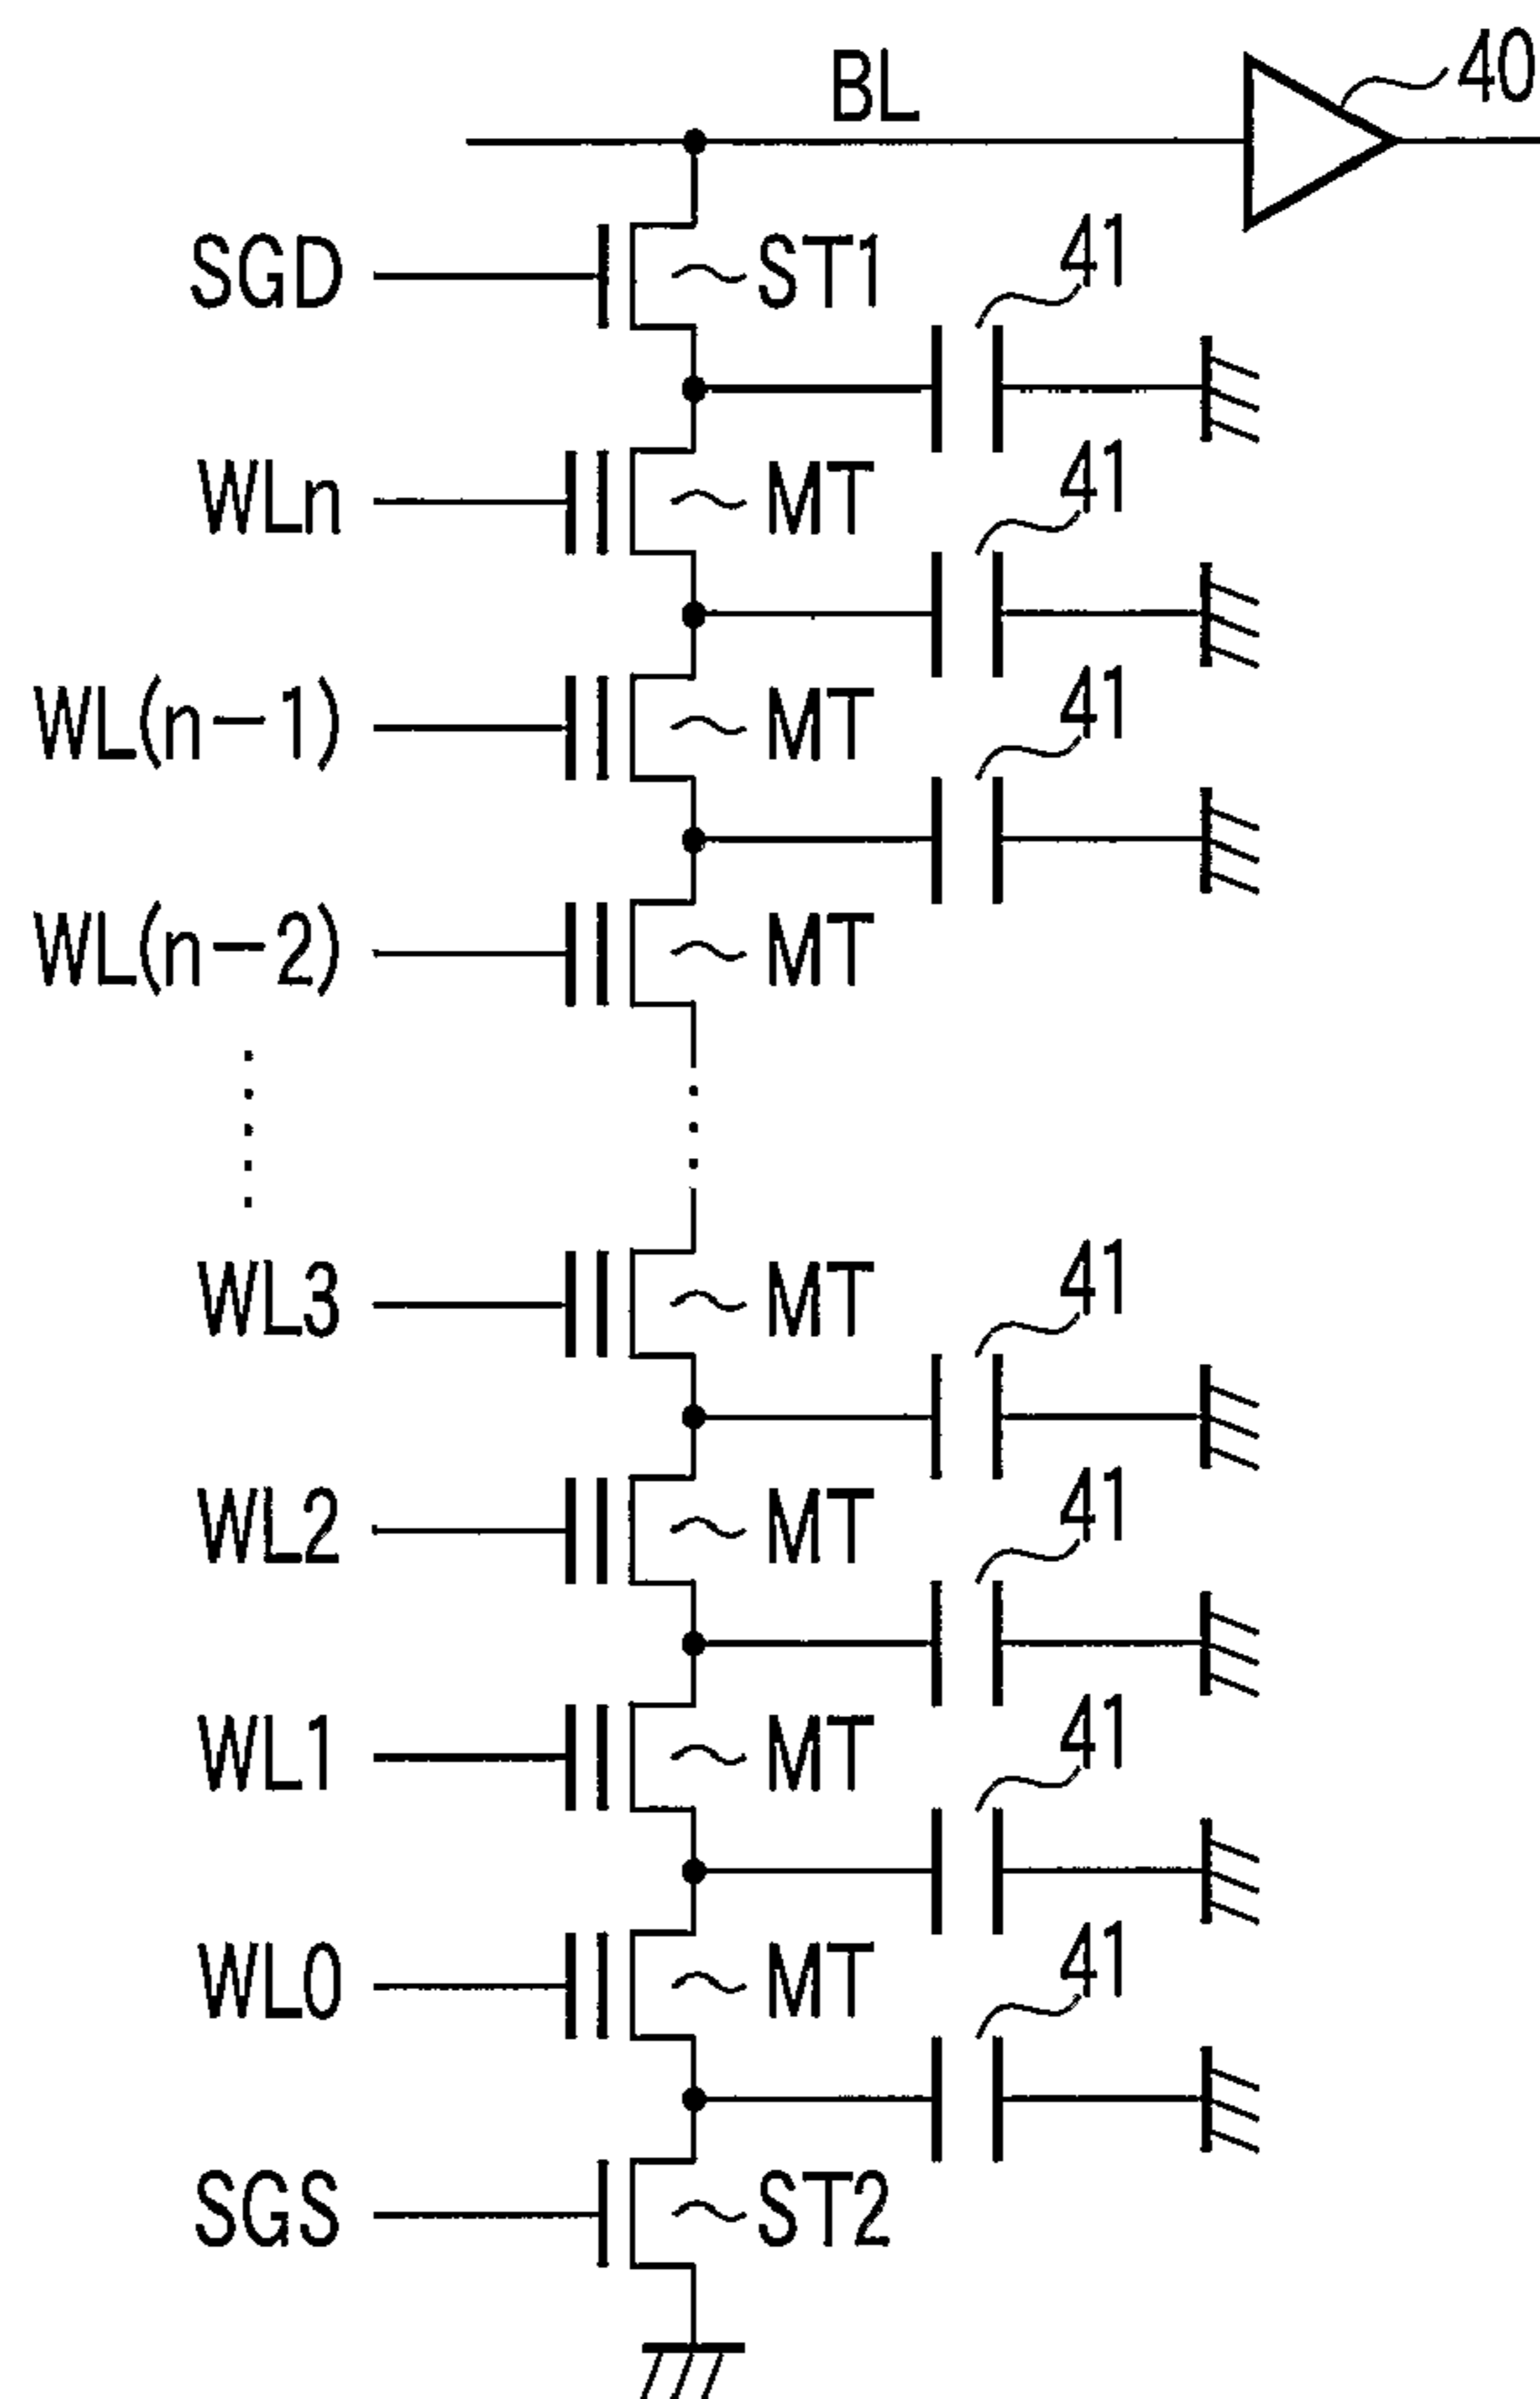 BL 40
SGD ST1 41
WLn MT 41
WL(n-1) MT 41
WL(n-2) MT
WL3 MT 41
WL2 MT 41
WL1 MT 41
WL0 MT 41
SGS ST2